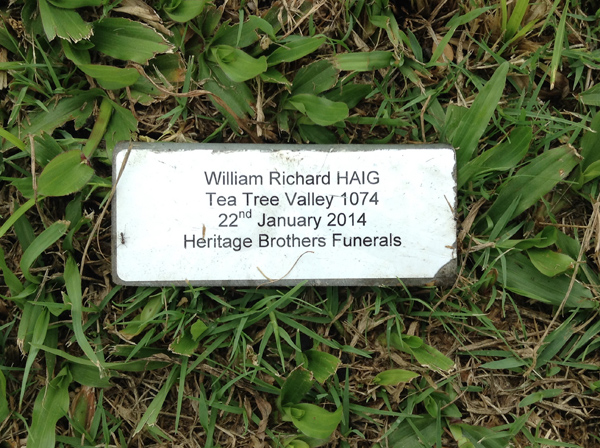 William Richard HAIG
Tea Tree Valley 1074
22nd January 2014
Heritage Brothers Funerals